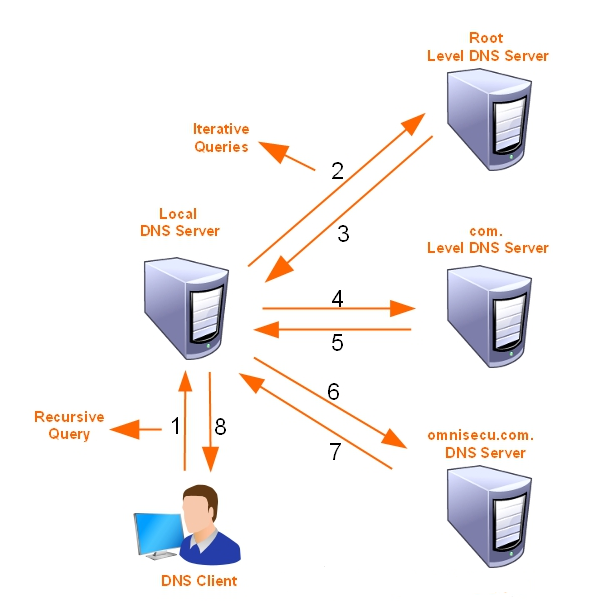 Root
Level DNS Server
Iterative
Queries
2
3
Local
DNS Server
com.
Level DNS Server
4
5
6
7
Recursive
Query
1
8
omnisecu.com.
DNS Server
DNS Client